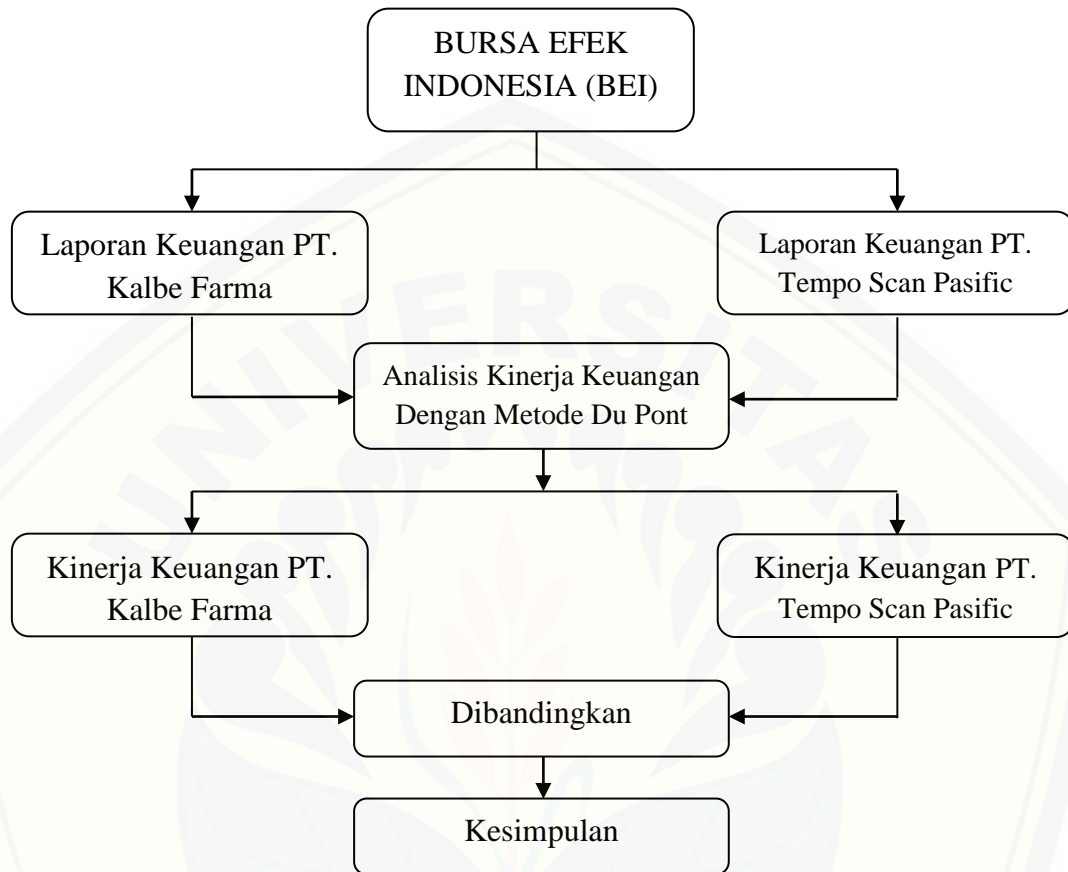 BURSA EFEK
INDONESIA (BEI)
Laporan Keuangan PT.
Kalbe Farma
Laporan Keuangan PT.
Tempo Scan Pasific
Analisis Kinerja Keuangan
Dengan Metode Du Pont
Kinerja Keuangan PT.
Kalbe Farma
Kinerja Keuangan PT.
Tempo Scan Pasific
Dibandingkan
Kesimpulan
UNIVERSITAS